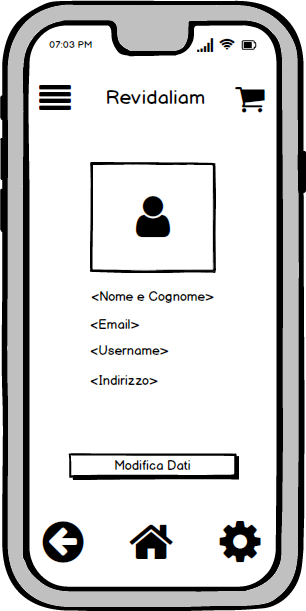 07:03 PM
Revidaliam
<Nome e Cognome>
<Email>
<Username>
<Indirizzo>
Modifica Dati